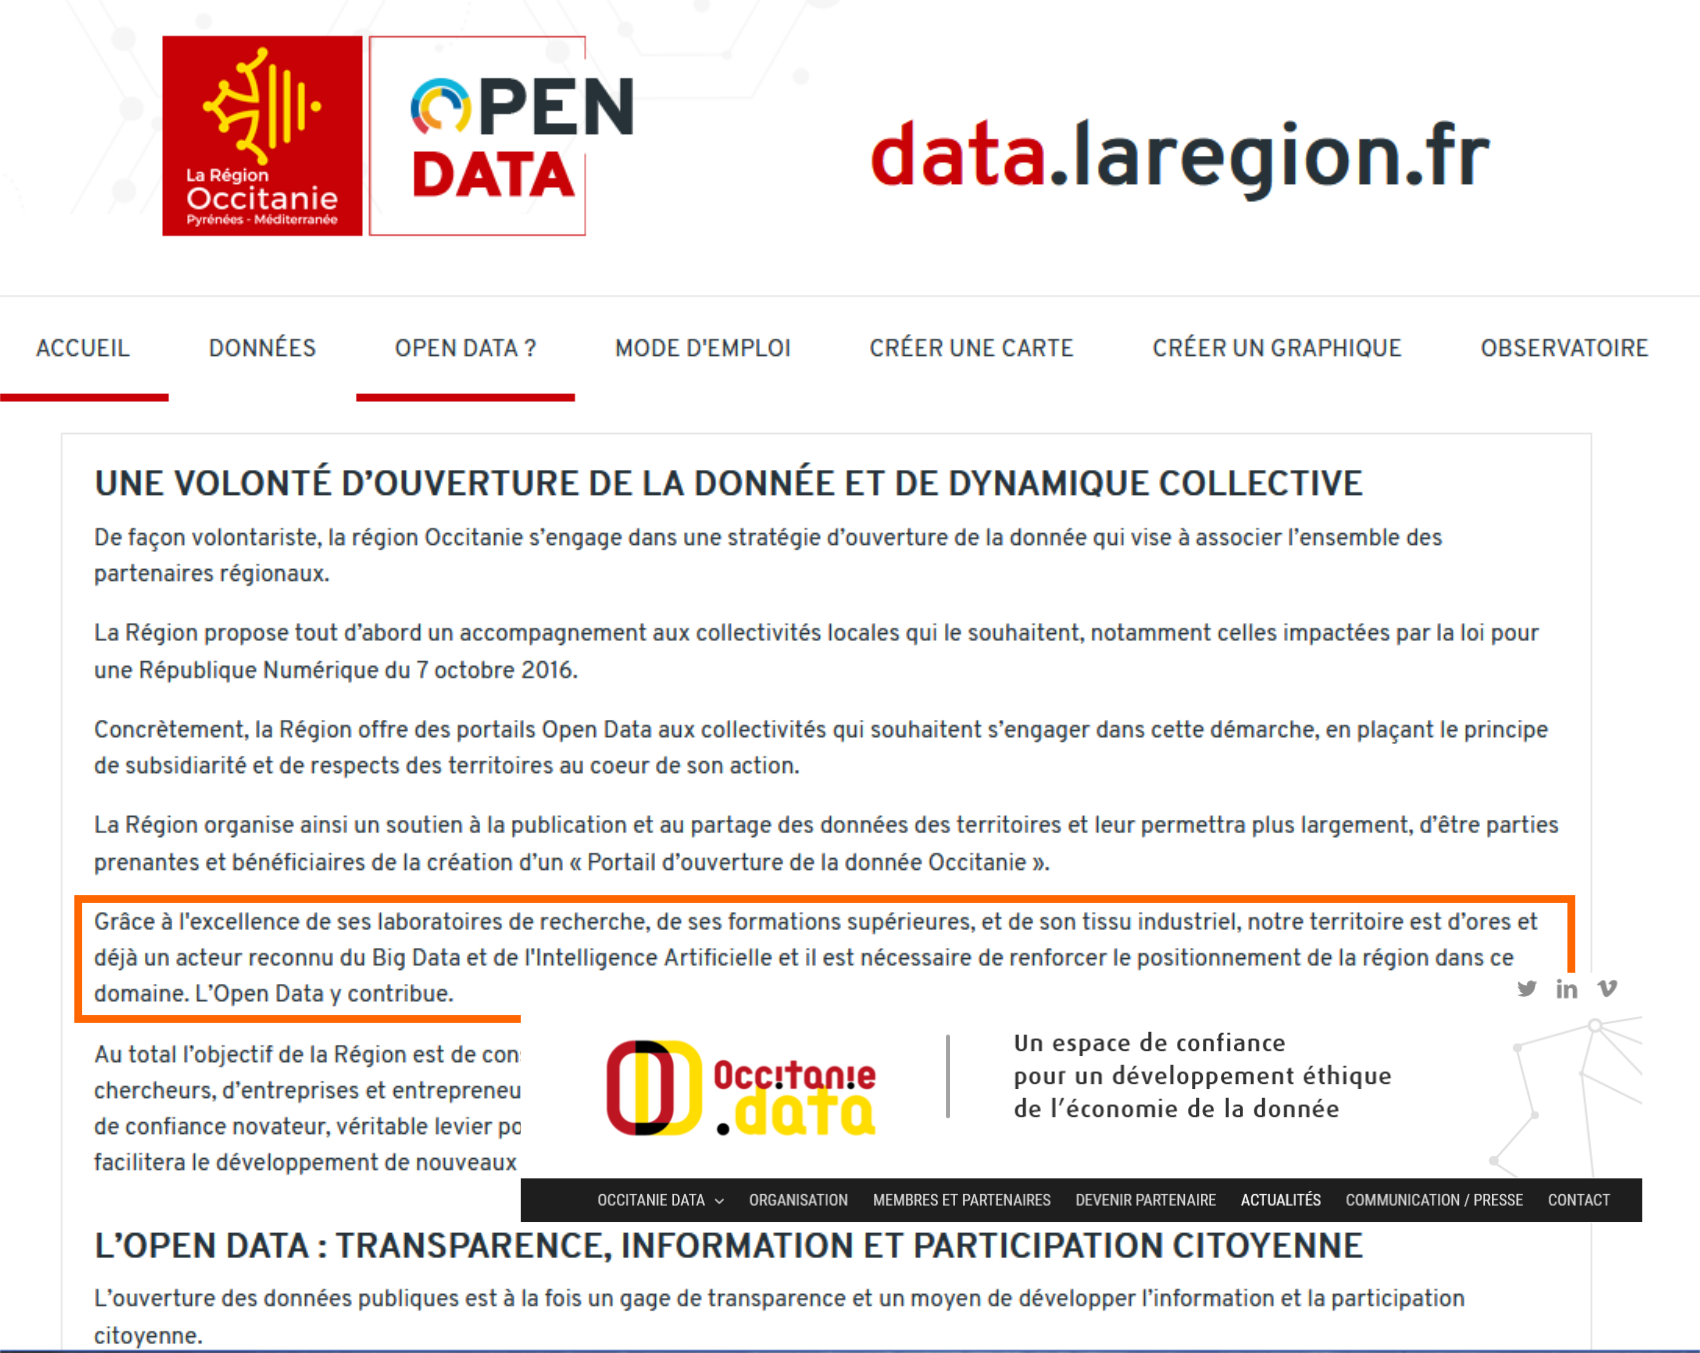 La Région
Occitanie
Pyrénées - Méditerranée
OPEN
DATA
data.laregion.fr
ACCUEIL DONNÉES OPEN DATA ? MODE D'EMPLOI CRÉER UNE CARTE CRÉER UN GRAPHIQUE OBSERVATOIRE
UNE VOLONTÉ D’OUVERTURE DE LA DONNÉE ET DE DYNAMIQUE COLLECTIVE
De façon volontariste, la région Occitanie s’engage dans une stratégie d’ouverture de la donnée qui vise à associer l’ensemble des
partenaires régionaux.
La Région propose tout d’abord un accompagnement aux collectivités locales qui le souhaitent, notamment celles impactées par la loi pour
une République Numérique du 7 octobre 2016.
Concrètement, la Région offre des portails Open Data aux collectivités qui souhaitent s’engager dans cette démarche, en plaçant le principe
de subsidiarité et de respects des territoires au coeur de son action.
La Région organise ainsi un soutien à la publication et au partage des données des territoires et leur permettra plus largement, d’être parties
prenantes et bénéficiaires de la création d’un « Portail d’ouverture de la donnée Occitanie ».
Grâce à l'excellence de ses laboratoires de recherche, de ses formations supérieures, et de son tissu industriel, notre territoire est d’ores et
déjà un acteur reconnu du Big Data et de l'Intelligence Artificielle et il est nécessaire de renforcer le positionnement de la région dans ce
domaine. L’Open Data y contribue.
Au total l’objectif de la Région est de con
chercheurs, d’entreprises et entrepreneu
de confiance novateur, véritable levier po
facilitera le développement de nouveaux
Occ!tan!e
.data
Un espace de confiance
pour un développement éthique
de l’économie de la donnée
OCCITANIE DATA ORGANISATION MEMBRES ET PARTENAIRES DEVENIR PARTENAIRE ACTUALITÉS COMMUNICATION / PRESSE CONTACT
L’OPEN DATA : TRANSPARENCE, INFORMATION ET PARTICIPATION CITOYENNE
L’ouverture des données publiques est à la fois un gage de transparence et un moyen de développer l’information et la participation
citoyenne.